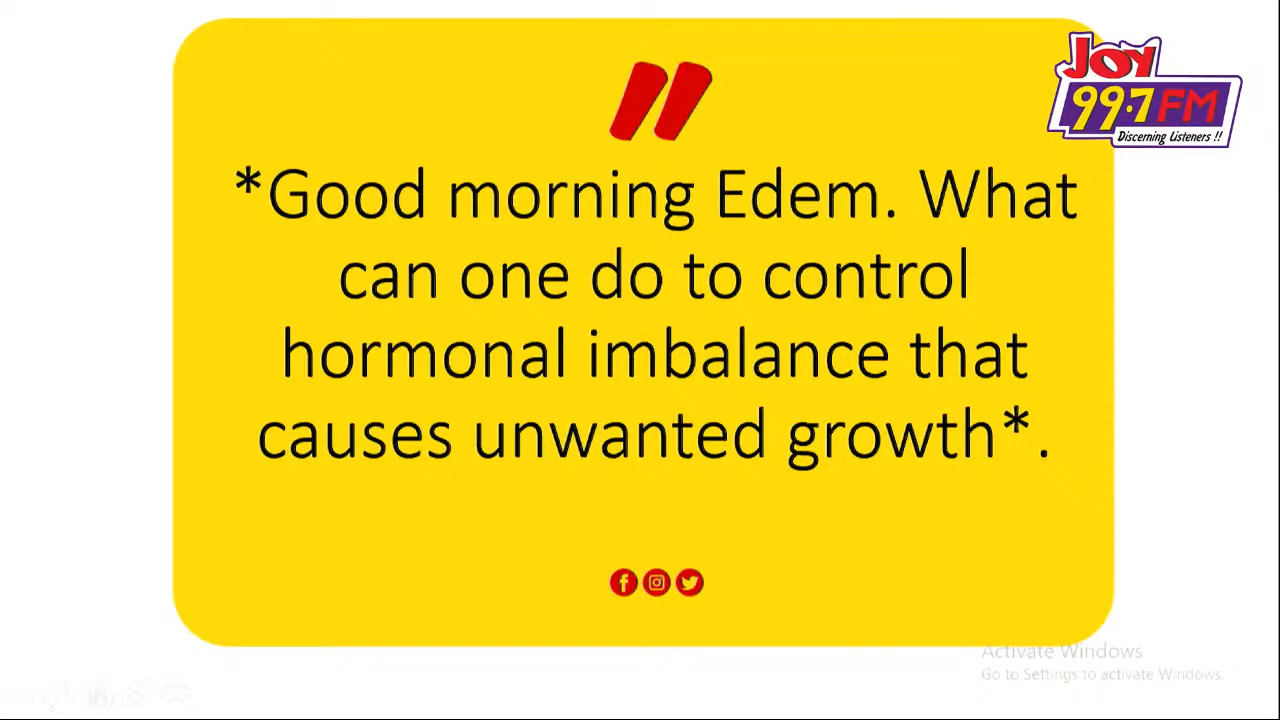 JOY
99.7 FM
Discerning Listeners !!
*Good morning Edem. What
can one do to control
hormonal imbalance that
causes unwanted growth*.
Activate Windows
Go to Settings to activate Windows.